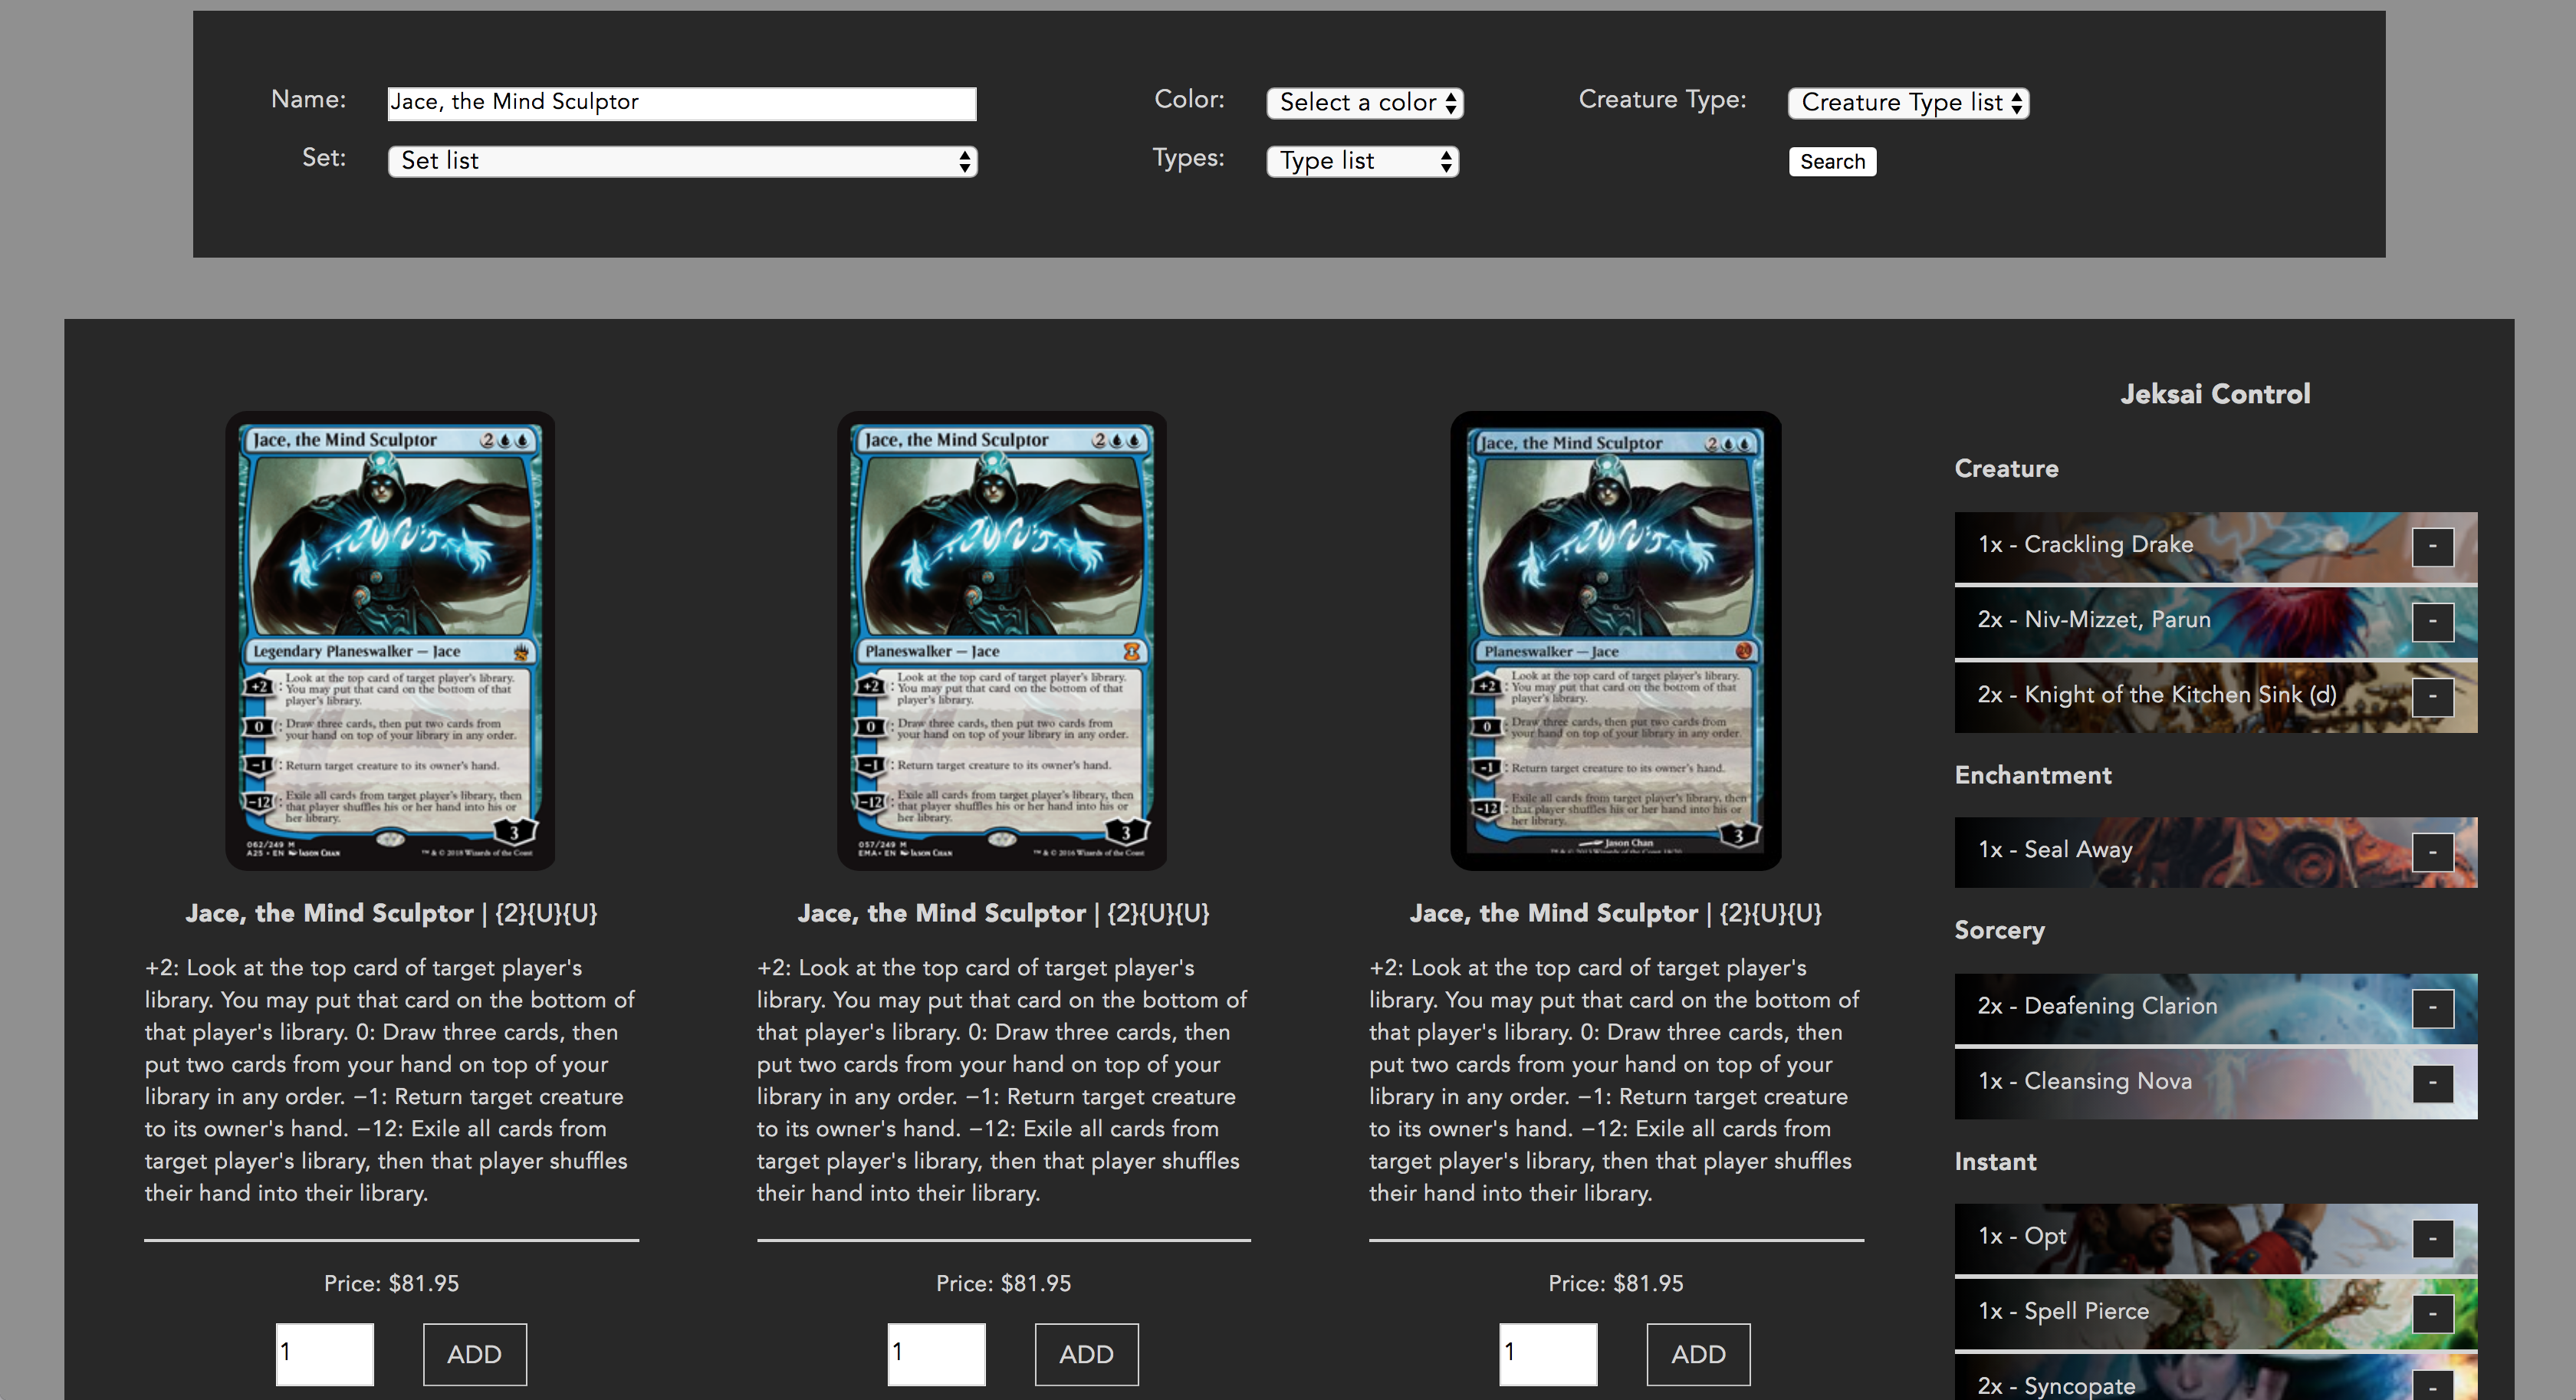 Name: Jace, the Mind Sculptor Color: Select a color Creature Type: Creature Type list
Set: Set list Types: Type list Search
Jace, the Mind Sculptor 2
Legendary Planeswalker — Jace
+2 : Look at the top card of target player's library.
You may put that card on the bottom of that
player's library.
0 : Draw three cards, then put two cards from
your hand on top of your library in any order.
-1 : Return target creature to its owner's hand.
-12 : Exile all cards from target player's library, then
that player shuffles his or her hand into his or
her library.
3
062/249 M
A25 • EN Jason Chan ™ & © 2018 Wizards of the Coast
Jace, the Mind Sculptor | {2}{U}{U}
+2: Look at the top card of target player's
library. You may put that card on the bottom of
that player's library. 0: Draw three cards, then
put two cards from your hand on top of your
library in any order. −1: Return target creature
to its owner's hand. −12: Exile all cards from
target player's library, then that player shuffles
their hand into their library.
Price: $81.95
1 ADD
Jace, the Mind Sculptor 2
Planeswalker — Jace
+2 : Look at the top card of target player's library.
You may put that card on the bottom of that
player's library.
0 : Draw three cards, then put two cards from
your hand on top of your library in any order.
-1 : Return target creature to its owner's hand.
-12 : Exile all cards from target player's library, then
that player shuffles his or her hand into his or
her library.
3
057/249 M
EMA • EN Jason Chan ™ & © 2016 Wizards of the Coast
Jace, the Mind Sculptor | {2}{U}{U}
+2: Look at the top card of target player's
library. You may put that card on the bottom of
that player's library. 0: Draw three cards, then
put two cards from your hand on top of your
library in any order. −1: Return target creature
to its owner's hand. −12: Exile all cards from
target player's library, then that player shuffles
their hand into their library.
Price: $81.95
1 ADD
Jace, the Mind Sculptor 2
Planeswalker — Jace
+2 : Look at the top card of target player's library.
You may put that card on the bottom of that
player's library.
0 : Draw three cards, then put two cards from
your hand on top of your library in any order.
-1 : Return target creature to its owner's hand.
-12 : Exile all cards from target player's library, then
that player shuffles his or her hand into his or
her library.
3
Jason Chan
Jace, the Mind Sculptor | {2}{U}{U}
+2: Look at the top card of target player's
library. You may put that card on the bottom of
that player's library. 0: Draw three cards, then
put two cards from your hand on top of your
library in any order. −1: Return target creature
to its owner's hand. −12: Exile all cards from
target player's library, then that player shuffles
their hand into their library.
Price: $81.95
1 ADD
Jeksai Control
Creature
1x - Crackling Drake -
2x - Niv-Mizzet, Parun -
2x - Knight of the Kitchen Sink (d) -
Enchantment
1x - Seal Away -
Sorcery
2x - Deafening Clarion -
1x - Cleansing Nova -
Instant
1x - Opt -
1x - Spell Pierce -
2x - Syncopate -